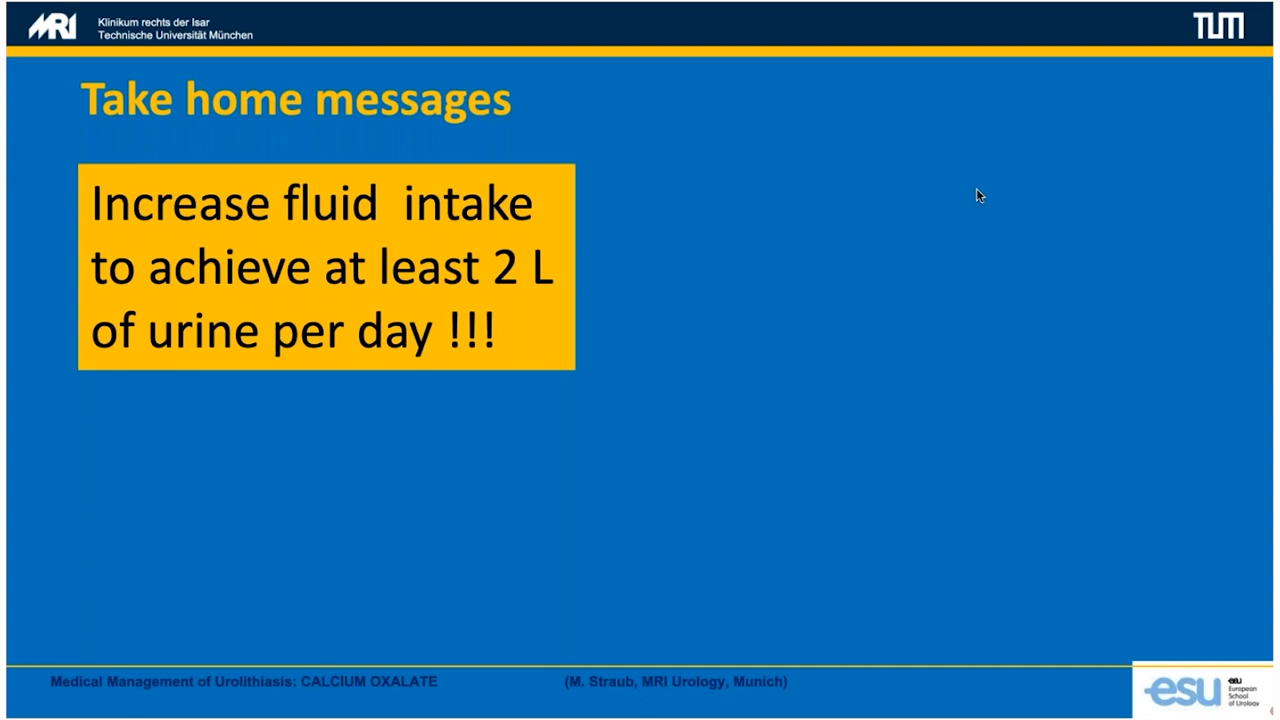 MRI
Klinikum rechts der Isar
Technische Universität München
TUM
Take home messages
Increase fluid intake
to achieve at least 2 L
of urine per day !!!
Medical Management of Urolithiasis: CALCIUM OXALATE (M. Straub, MRI Urology, Munich)
esu
eau
European
School
of Urology